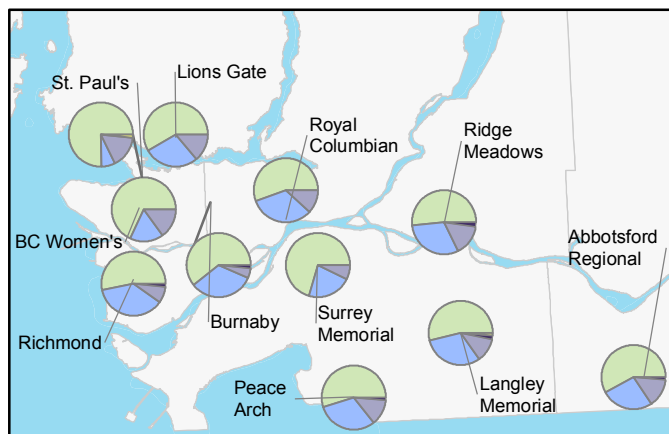 Lions Gate
St. Paul's
Royal
Columbian
Ridge
Meadows
BC Women's
Abbotsford
Regional
Richmond
Burnaby
Surrey
Memorial
Peace
Arch
Langley
Memorial